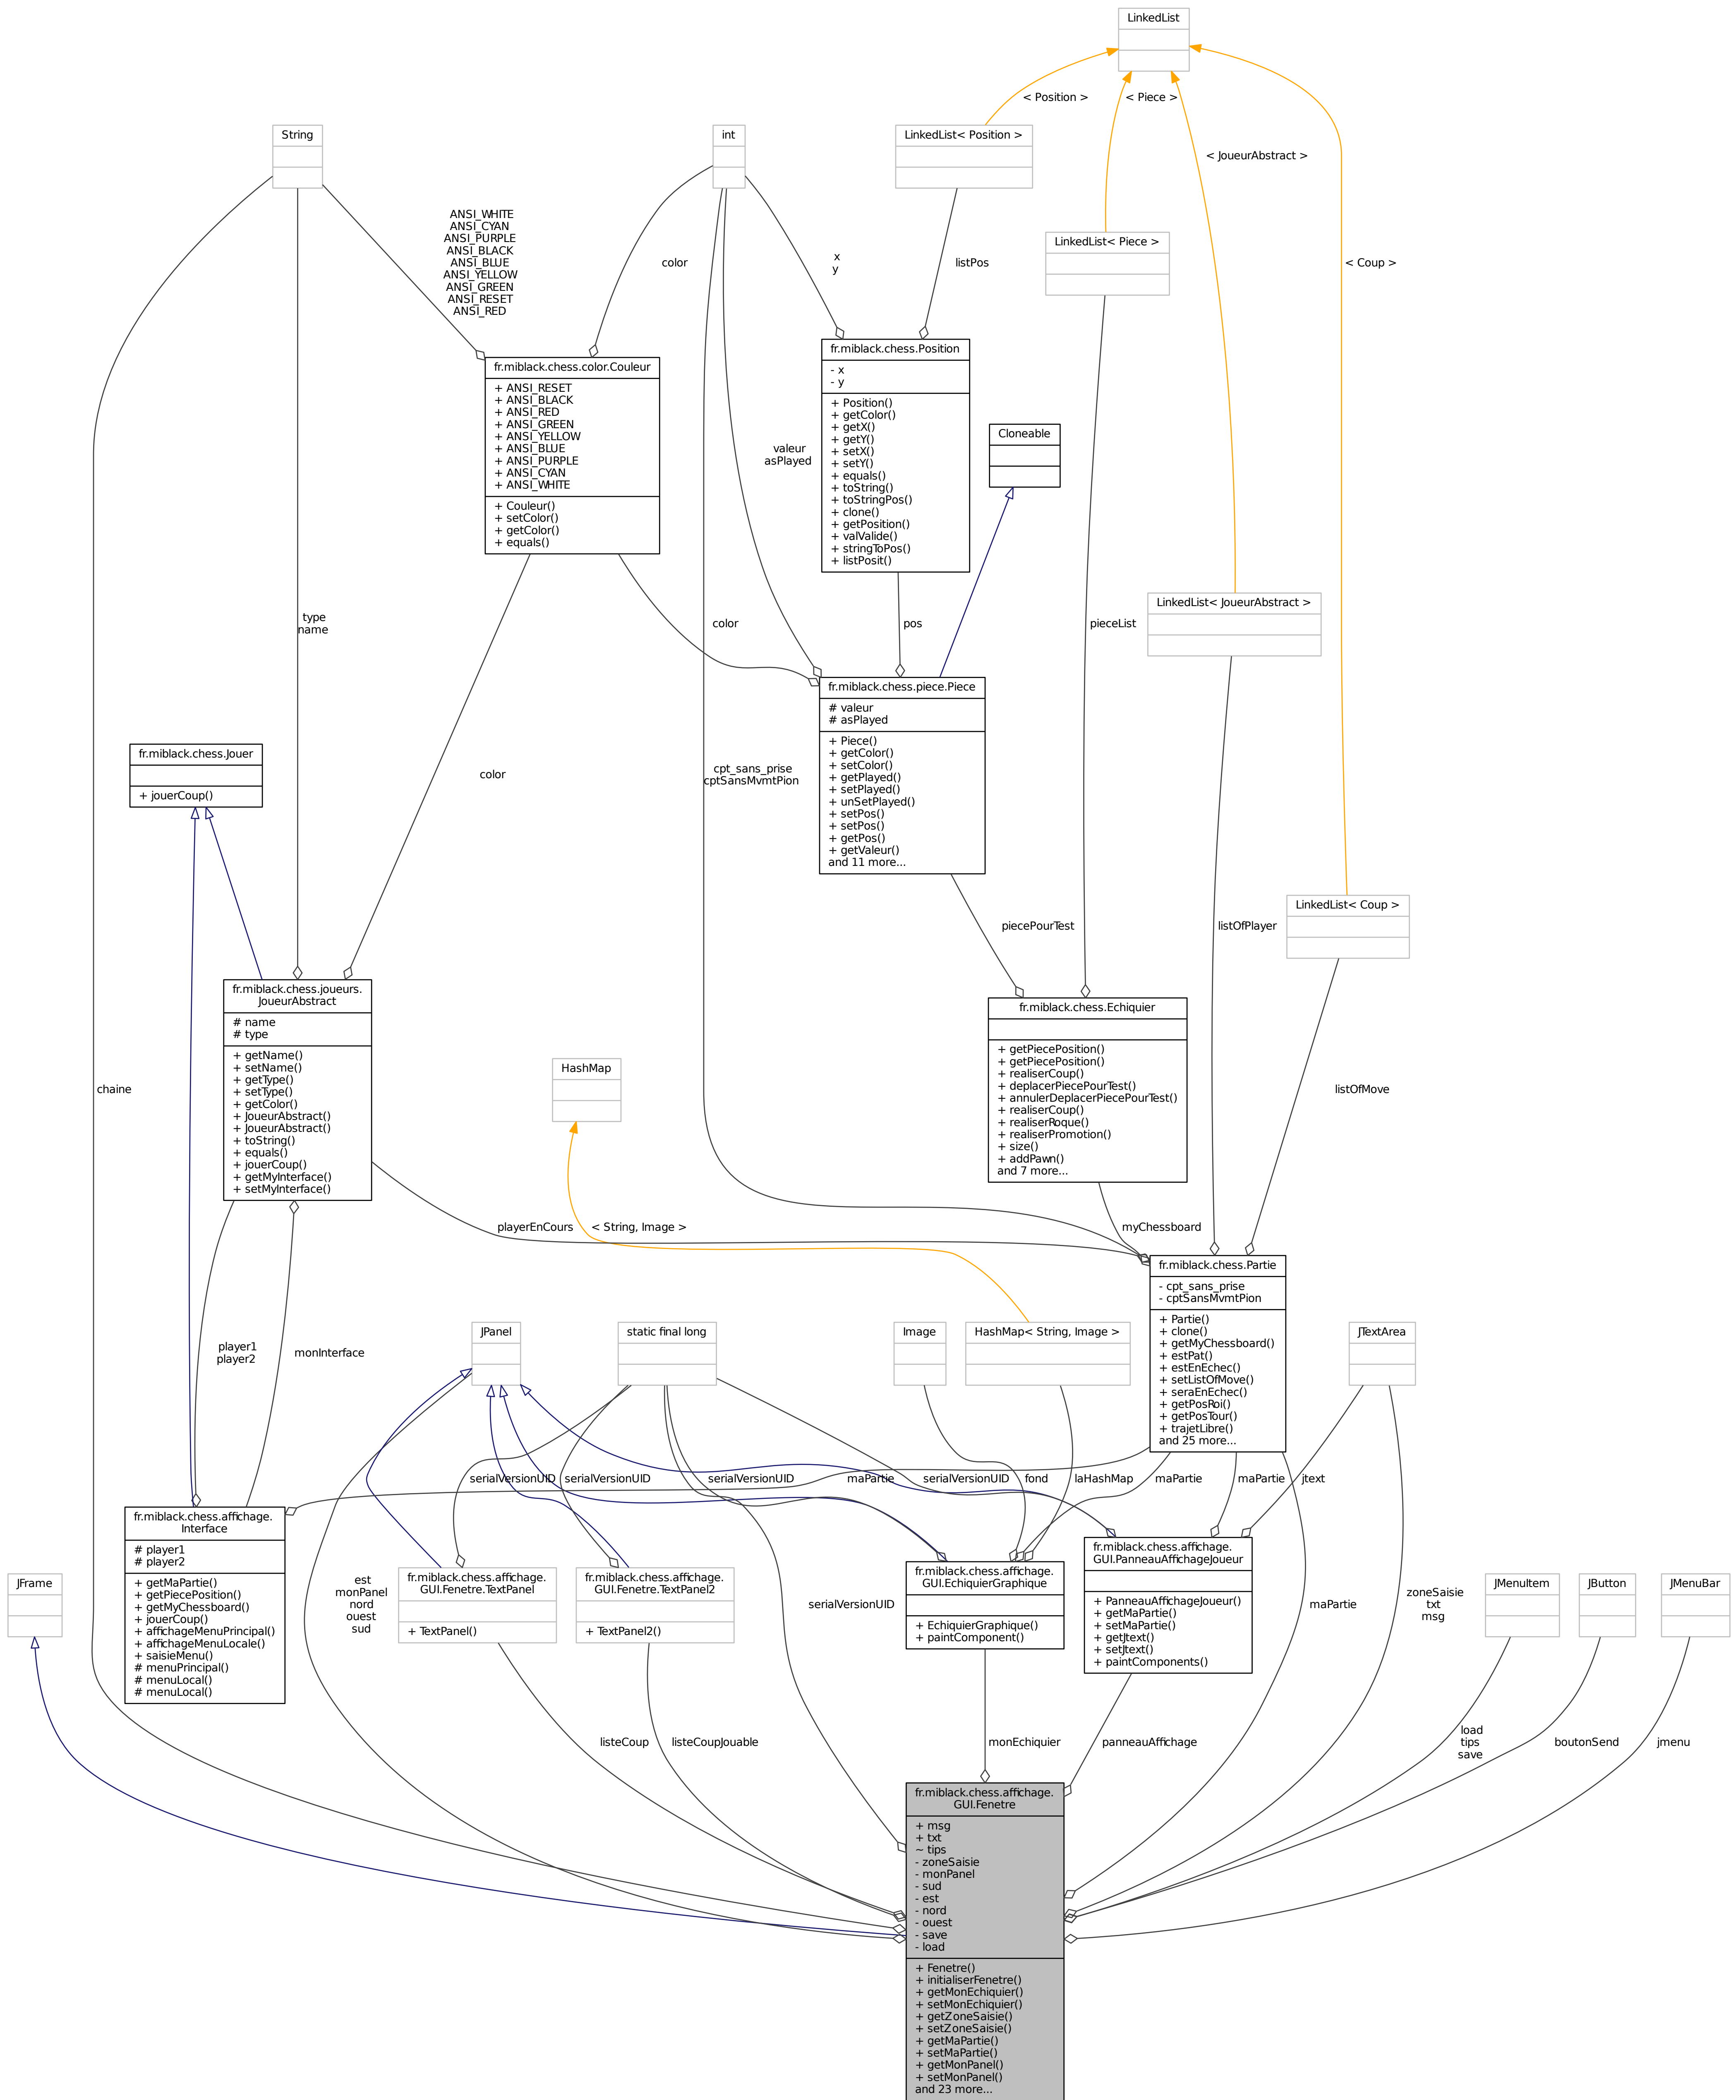 LinkedList
< Position >
< Piece >
String
int
LinkedList< Position >
< JoueurAbstract >
ANSI_WHITE
ANSI_CYAN
ANSI_PURPLE
ANSI_BLACK
ANSI_BLUE
ANSI_YELLOW
ANSI_GREEN
ANSI_RESET
ANSI_RED
color
x
y
listPos
LinkedList< Piece >
< Coup >
fr.miblack.chess.color.Couleur
+ ANSI_RESET
+ ANSI_BLACK
+ ANSI_RED
+ ANSI_GREEN
+ ANSI_YELLOW
+ ANSI_BLUE
+ ANSI_PURPLE
+ ANSI_CYAN
+ ANSI_WHITE
+ Couleur()
+ setColor()
+ getColor()
+ equals()
valeur
asPlayed
fr.miblack.chess.Position
- x
- y
+ Position()
+ getColor()
+ getX()
+ getY()
+ setX()
+ setY()
+ equals()
+ toString()
+ toStringPos()
+ clone()
+ getPosition()
+ valValide()
+ stringToPos()
+ listPosit()
Cloneable
type
name
color
pos
pieceList
LinkedList< JoueurAbstract >
fr.miblack.chess.Jouer
+ jouerCoup()
color
cpt_sans_prise
cptSansMvmtPion
fr.miblack.chess.piece.Piece
# valeur
# asPlayed
+ Piece()
+ getColor()
+ setColor()
+ getPlayed()
+ setPlayed()
+ unSetPlayed()
+ setPos()
+ setPos()
+ getPos()
+ getValeur()
and 11 more...
piecePourTest
listOfPlayer
LinkedList< Coup >
fr.miblack.chess.joueurs.
JoueurAbstract
# name
# type
+ getName()
+ setName()
+ getType()
+ setType()
+ getColor()
+ JoueurAbstract()
+ JoueurAbstract()
+ toString()
+ equals()
+ jouerCoup()
+ getMyInterface()
+ setMyInterface()
chaine
HashMap
fr.miblack.chess.Echiquier
+ getPiecePosition()
+ getPiecePosition()
+ realiserCoup()
+ deplacerPiecePourTest()
+ annulerDeplacerPiecePourTest()
+ realiserCoup()
+ realiserRoque()
+ realiserPromotion()
+ size()
+ addPawn()
and 7 more...
listOfMove
playerEnCours
< String, Image >
myChessboard
player1
player2
monInterface
JPanel
static final long
Image
HashMap< String, Image >
fr.miblack.chess.Partie
- cpt_sans_prise
- cptSansMvmtPion
+ Partie()
+ clone()
+ getMyChessboard()
+ estPat()
+ estEnEchec()
+ setListOfMove()
+ seraEnEchec()
+ getPosRoi()
+ getPosTour()
+ trajetLibre()
and 25 more...
JTextArea
serialVersionUID
serialVersionUID
serialVersionUID
maPartie
serialVersionUID
fond
laHashMap
maPartie
maPartie
jtext
fr.miblack.chess.affichage.
Interface
# player1
# player2
+ getMaPartie()
+ getPiecePosition()
+ getMyChessboard()
+ jouerCoup()
+ affichageMenuPrincipal()
+ affichageMenuLocale()
+ saisieMenu()
# menuPrincipal()
# menuLocal()
# menuLocal()
JFrame
est
monPanel
nord
ouest
sud
fr.miblack.chess.affichage.
GUI.Fenetre.TextPanel
+ TextPanel()
fr.miblack.chess.affichage.
GUI.Fenetre.TextPanel2
+ TextPanel2()
serialVersionUID
fr.miblack.chess.affichage.
GUI.EchiquierGraphique
+ EchiquierGraphique()
+ paintComponent()
fr.miblack.chess.affichage.
GUI.PanneauAffichageJoueur
+ PanneauAffichageJoueur()
+ getMaPartie()
+ setMaPartie()
+ getJtext()
+ setJtext()
+ paintComponents()
maPartie
zoneSaisie
txt
msg
JMenuItem
JButton
JMenuBar
listeCoup
listeCoupJouable
monEchiquier
panneauAffichage
load
tips
save
boutonSend
jmenu
fr.miblack.chess.affichage.
GUI.Fenetre
+ msg
+ txt
~ tips
- zoneSaisie
- monPanel
- sud
- est
- nord
- ouest
- save
- load
+ Fenetre()
+ initialiserFenetre()
+ getMonEchiquier()
+ setMonEchiquier()
+ getZoneSaisie()
+ setZoneSaisie()
+ getMaPartie()
+ setMaPartie()
+ getMonPanel()
+ setMonPanel()
and 23 more...